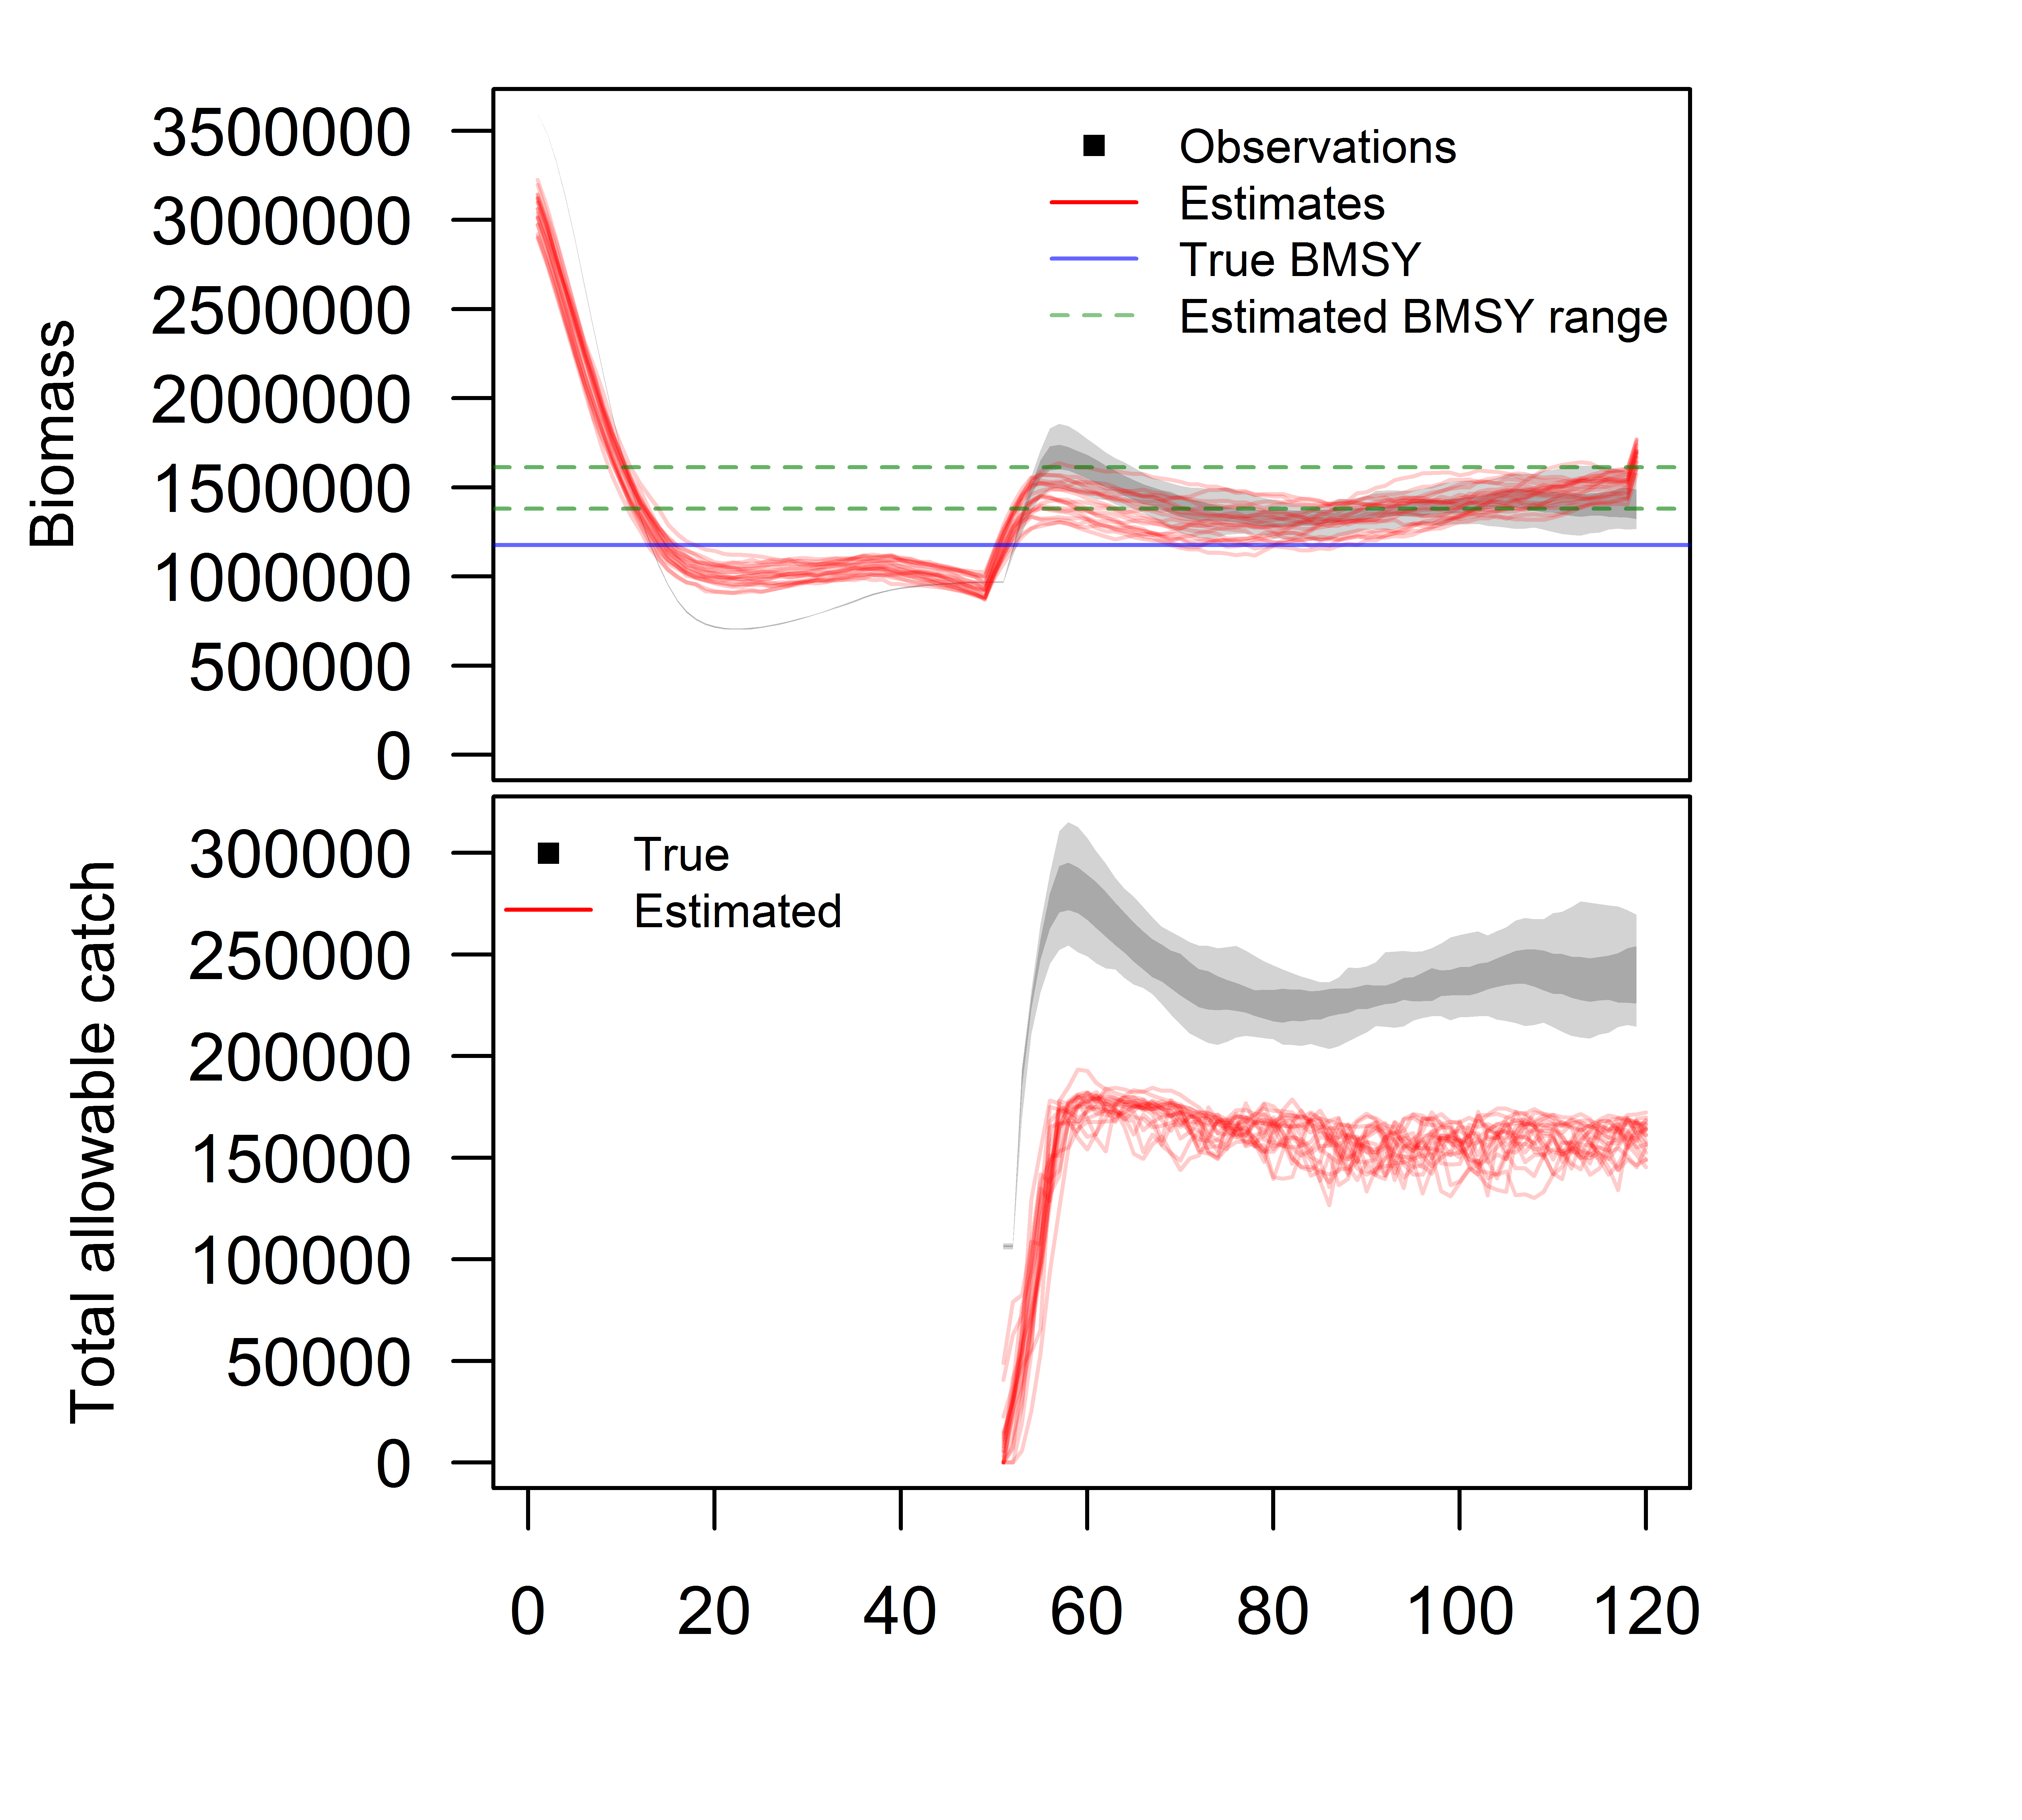 Biomass
3500000
3000000
2500000
2000000
1500000
1000000
500000
0
Observations
Estimates
True BMSY
Estimated BMSY range
Total allowable catch
300000
250000
200000
150000
100000
50000
0
True
Estimated
0 20 40 60 80 100 120